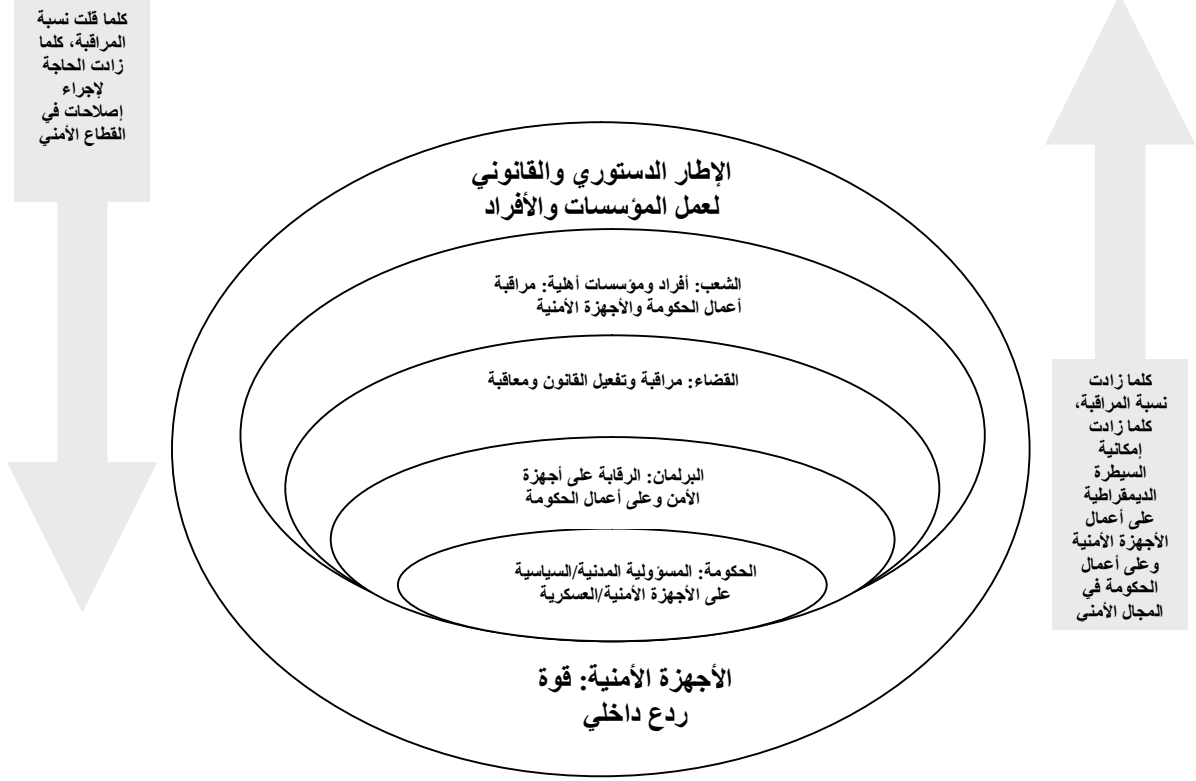 كلما قلت نسبة
المراقبة، كلما
زادت الحاجة
لإجراء
إصلاحات في
القطاع الأمني
الإطار الدستوري والقانوني
لعمل المؤسسات والأفراد
الشعب: أفراد ومؤسسات أهلية: مراقبة
أعمال الحكومة والأجهزة الأمنية
القضاء: مراقبة وتفعيل القانون ومعاقبة
البرلمان: الرقابة على أجهزة
الأمن وعلى أعمال الحكومة
الحكومة: المسؤولية المدنية/السياسية
على الأجهزة الأمنية/العسكرية
الأجهزة الأمنية: قوة
ردع داخلي
كلما زادت
نسبة المراقبة،
كلما زادت
إمكانية
السيطرة
الديمقراطية
على أعمال
الأجهزة الأمنية
وعلى أعمال
الحكومة في
المجال الأمني